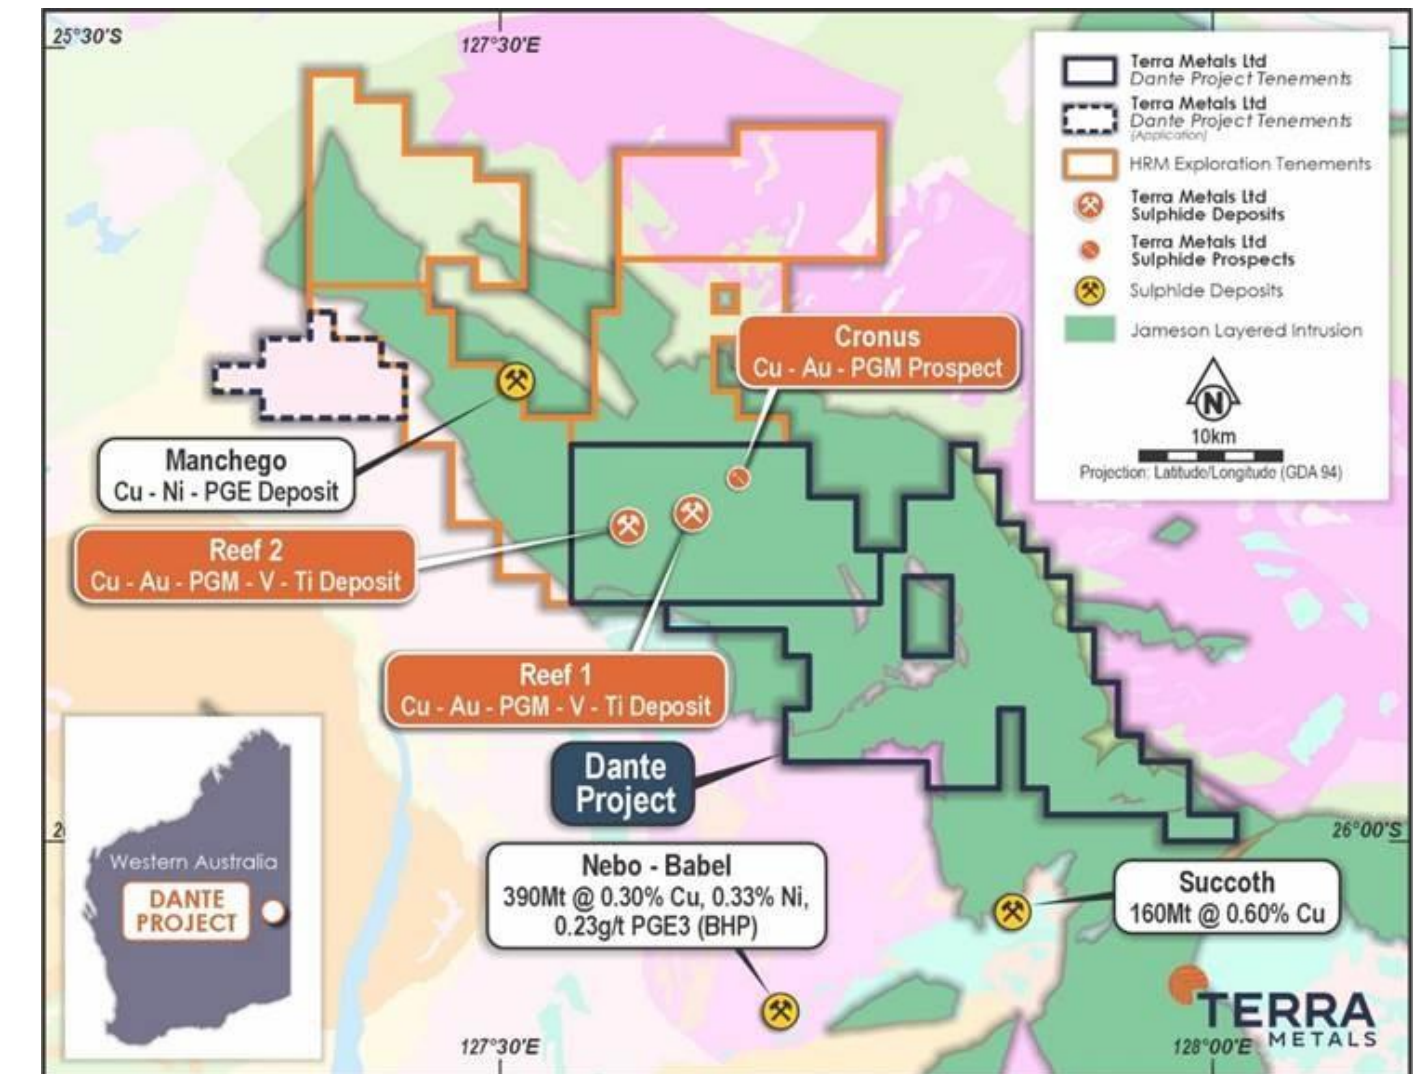 25°30'S
127°30'E
Terra Metals Ltd
Dante Project Tenements
Terra Metals Ltd
Dante Project Tenements
(Application)
HRM Exploration Tenements
Terra Metals Ltd
Sulphide Deposits
Terra Metals Ltd
Sulphide Prospects
Sulphide Deposits
Jameson Layered Intrusion
N
10km
Projection: Latitude/Longitude (GDA 94)
Cronus
Cu - Au - PGM Prospect
Manchego
Cu - Ni - PGE Deposit
Reef 2
Cu - Au - PGM - V - Ti Deposit
Reef 1
Cu - Au - PGM - V - Ti Deposit
Dante
Project
Nebo - Babel
390Mt @ 0.30% Cu, 0.33% Ni,
0.23g/t PGE3 (BHP)
Succoth
160Mt @ 0.60% Cu
2
26°00'S
Western Australia
DANTE
PROJECT
127°30'E
128°00'E
TERRA
METALS